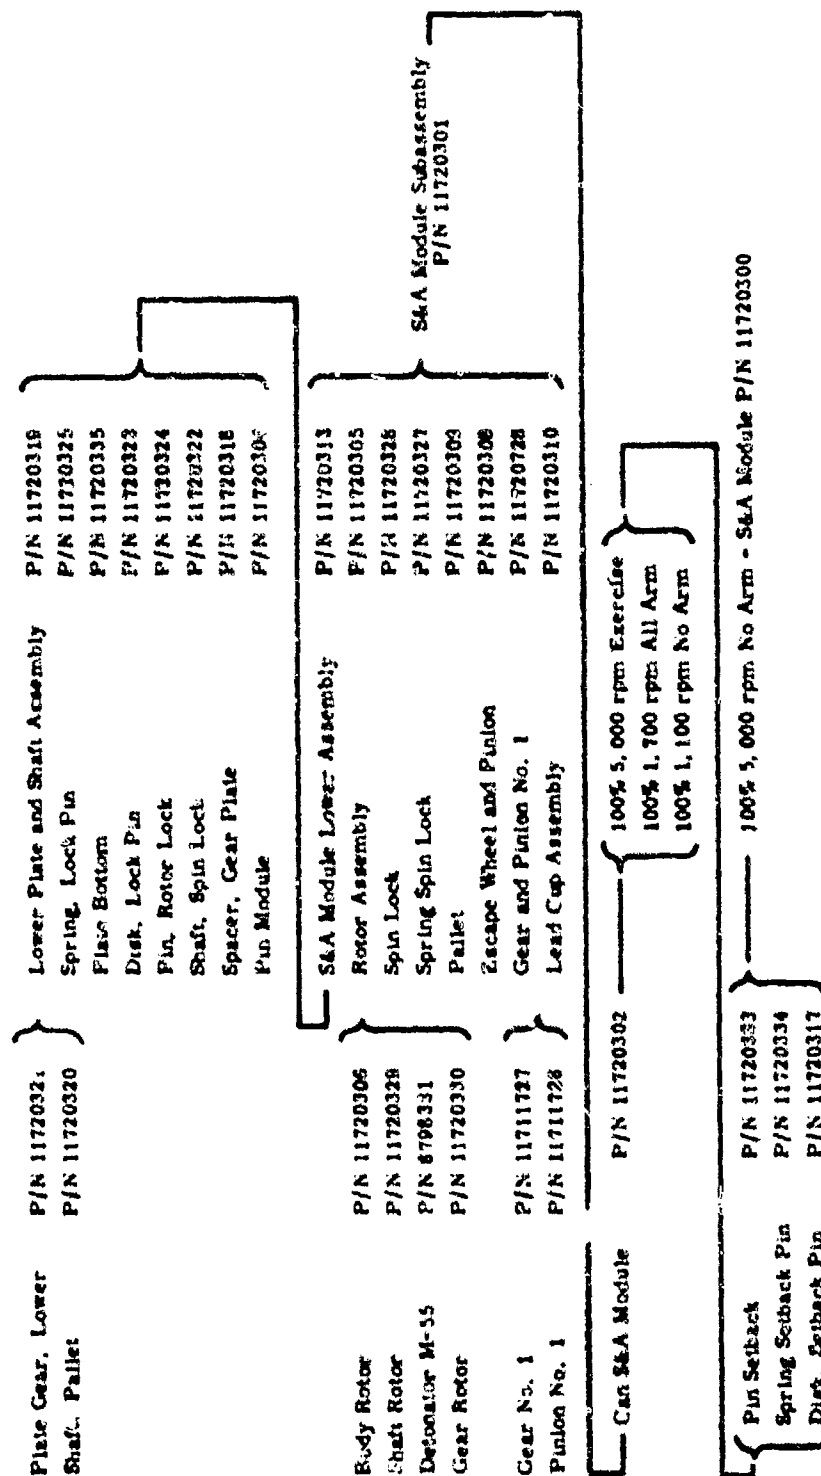 Plate Gear, Lower P/N 1172032
Shaft, Pallet P/N 11720320
Lower Plate and Shaft Assembly P/N 11720319
Spring, Lock Pin P/N 11730325
Plate Bottom P/N 11720335
Disk, Lock Pin P/N 11720323
Pin, Rotor Lock P/N 11730324
Shaft, Spin Lock P/N 11720322
Spacer, Gear Plate P/N 11720318
Pin Module
S&A Module Lower Assembly P/N 11720313
Body Rotor P/N 11720306
Shaft Rotor P/N 11720329
Detonator M-55 P/N 8798331
Gear Rotor P/N 11720330
Rotor Assembly P/N 11720305
Spin Lock P/N 11720326
Spring Spin Lock P/N 11720327
Pallet P/N 11720309
Escape Wheel and Pinion P/N 11720308
Gear No. 1 P/N 11711727
Pinion No. 1 P/N 11711728
Gear and Pinion No. 1 P/N 11720728
Lead Cup Assembly P/N 11720310
S&A Module Subassembly
P/N 11720301
Can S&A Module P/N 11720302
100% 5,000 rpm Exercise
100% 1,700 rpm All Arm
100% 1,100 rpm No Arm
Pin Setback P/N 11720333
Spring Setback Pin P/N 11720334
Disk, Setback Pin P/N 11720317
100% 5,000 rpm No Arm - S&A Module P/N 11720300